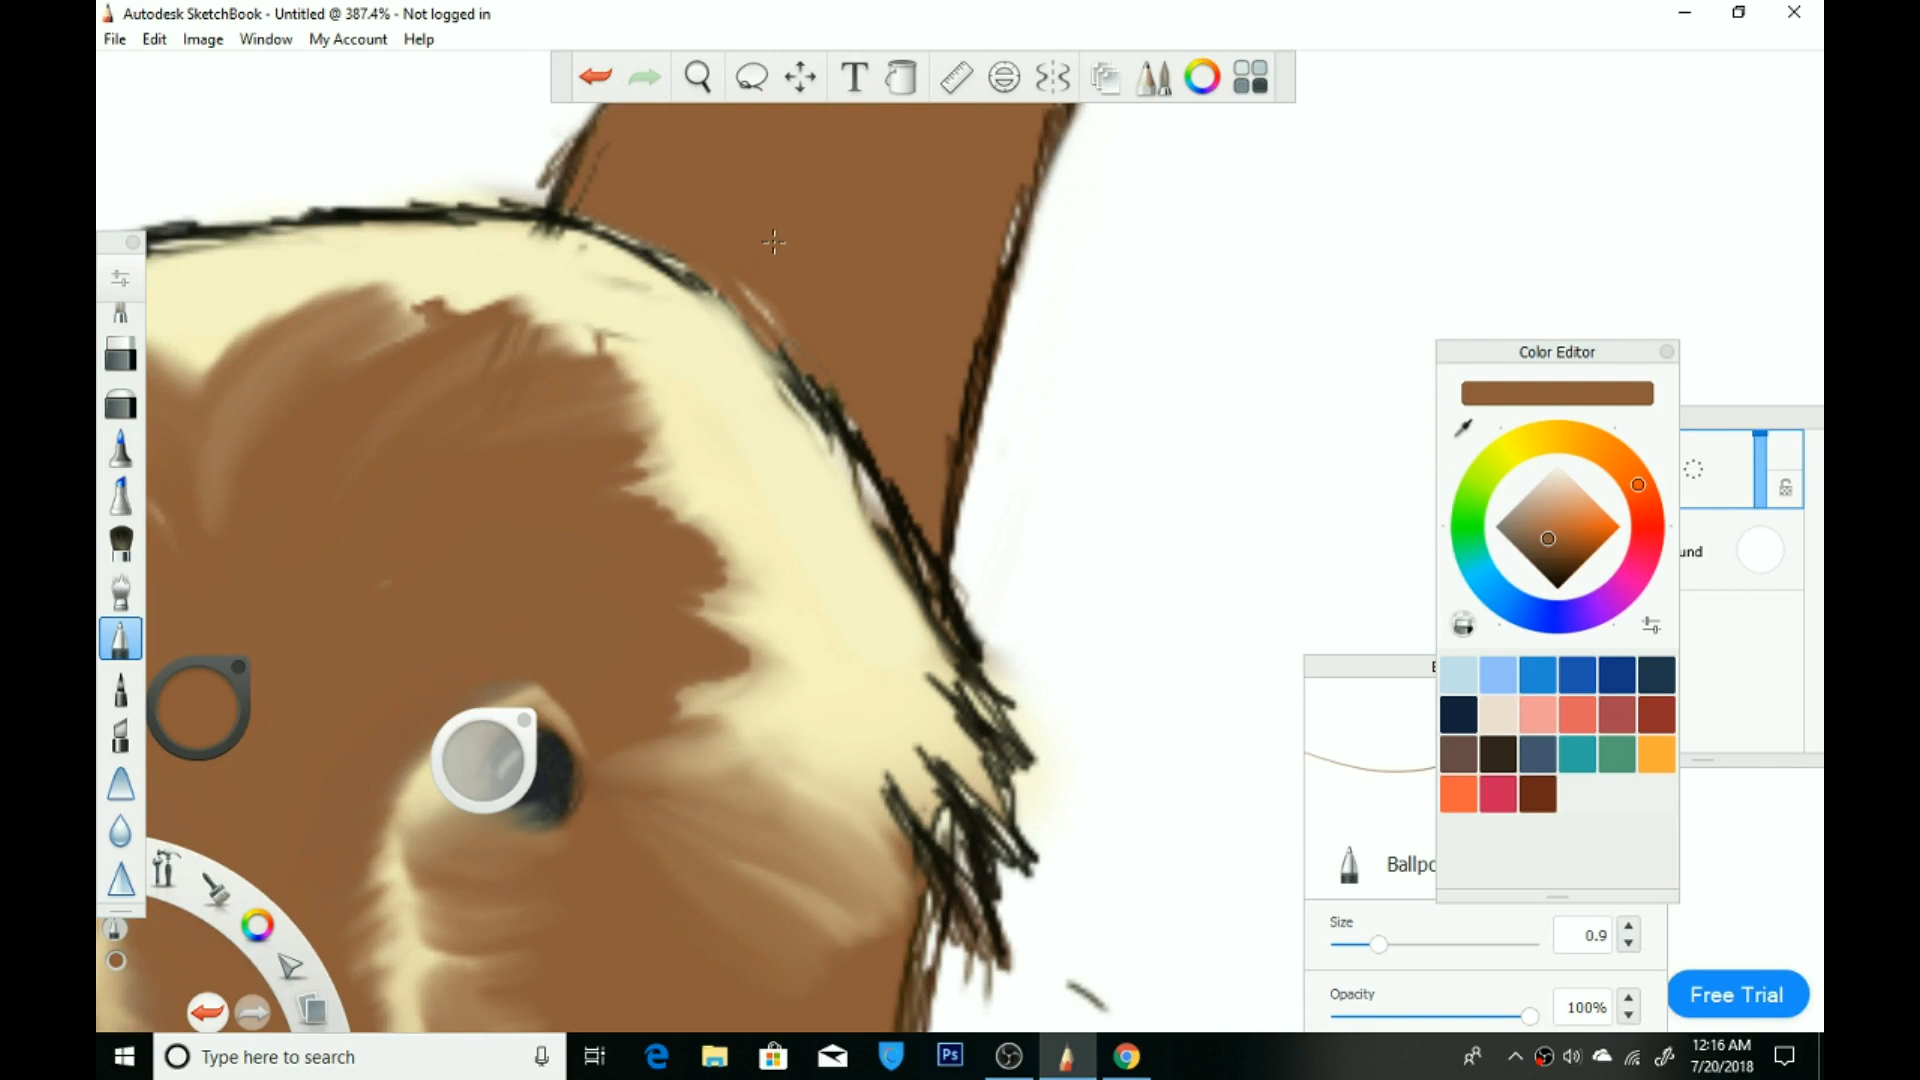 Autodesk SketchBook - Untitled @ 387.4% - Not logged in
File Edit Image Window My Account Help
T
Color Editor
und
Ballpo
Size
0.9
Opacity
100%
Free Trial
Type here to search
Ps
12:16 AM
7/20/2018